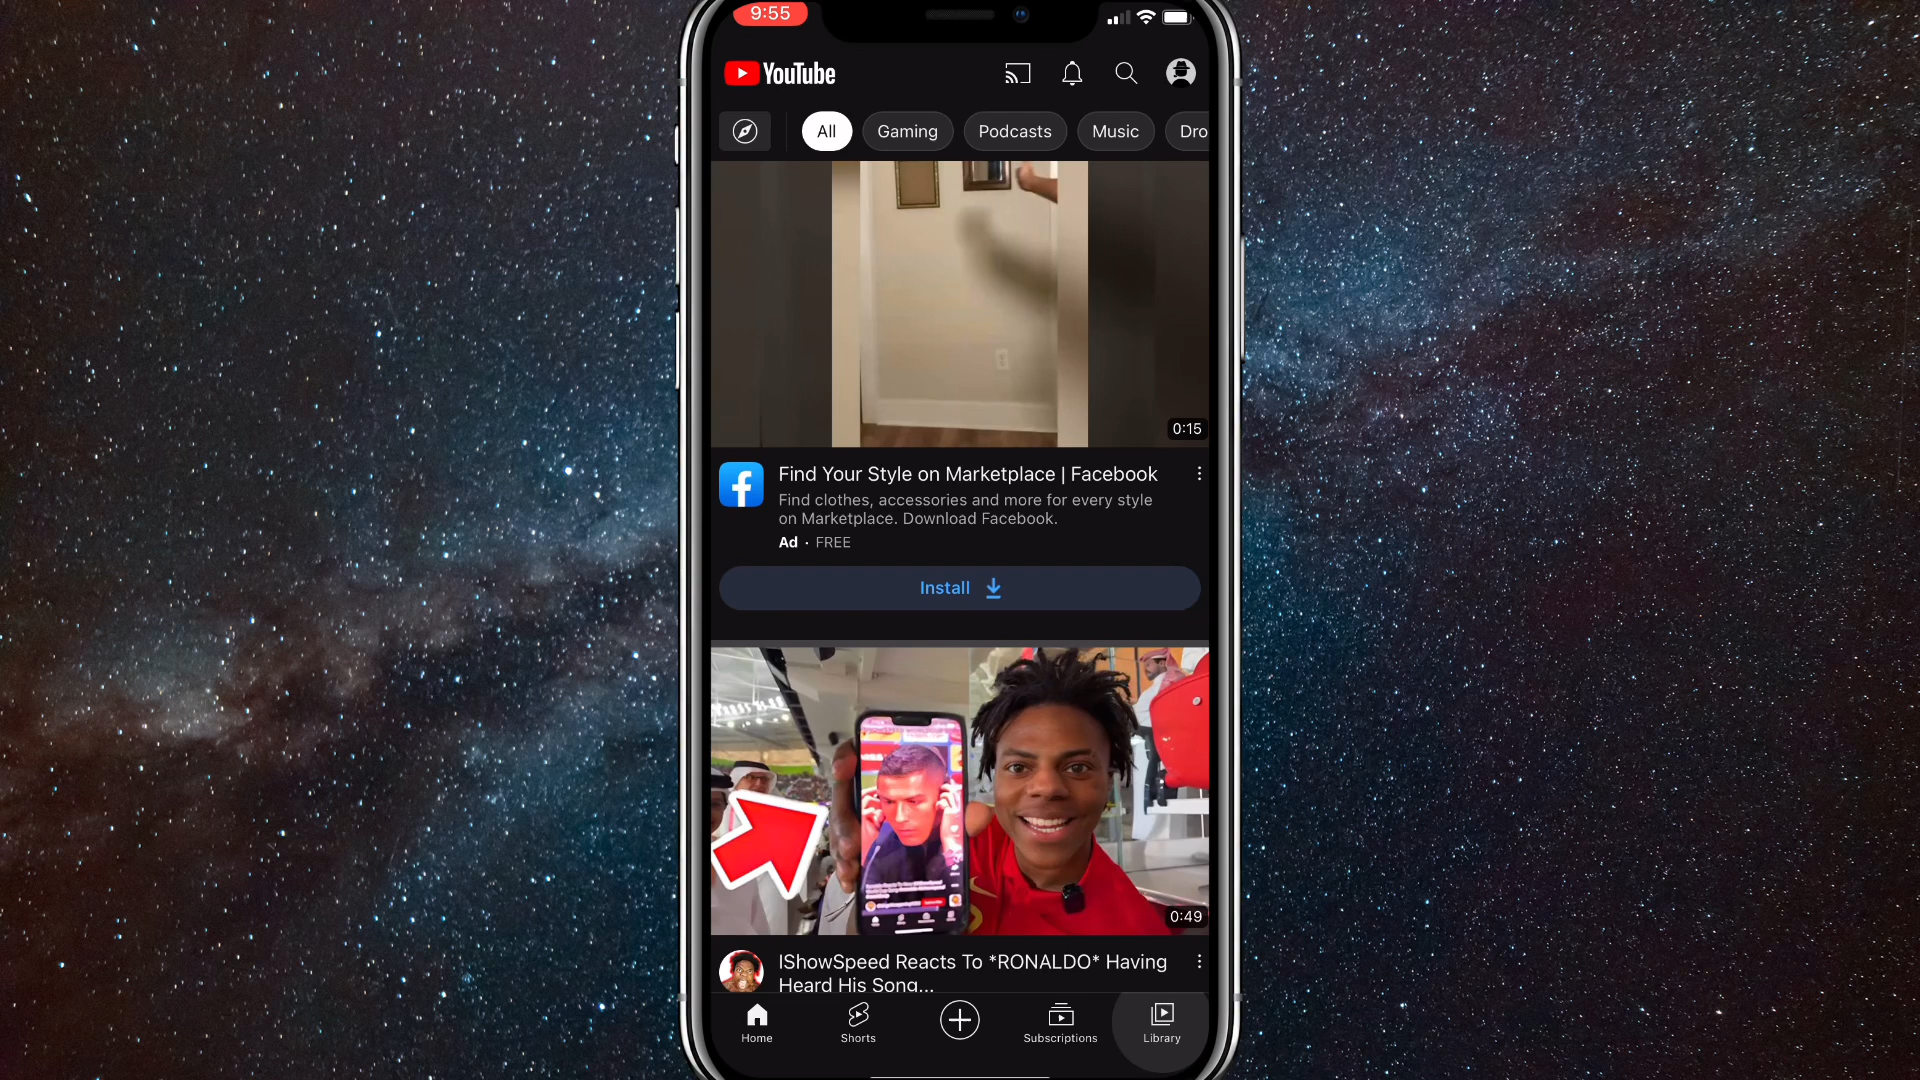 9:55
YouTube
All
Gaming
Podcasts
Music
Dro
0:15
Find Your Style on Marketplace | Facebook
Find clothes, accessories and more for every style
on Marketplace. Download Facebook.
Ad · FREE
Install
0:49
IShowSpeed Reacts To *RONALDO* Having
Heard His Song...
Home
Shorts
Subscriptions
Library